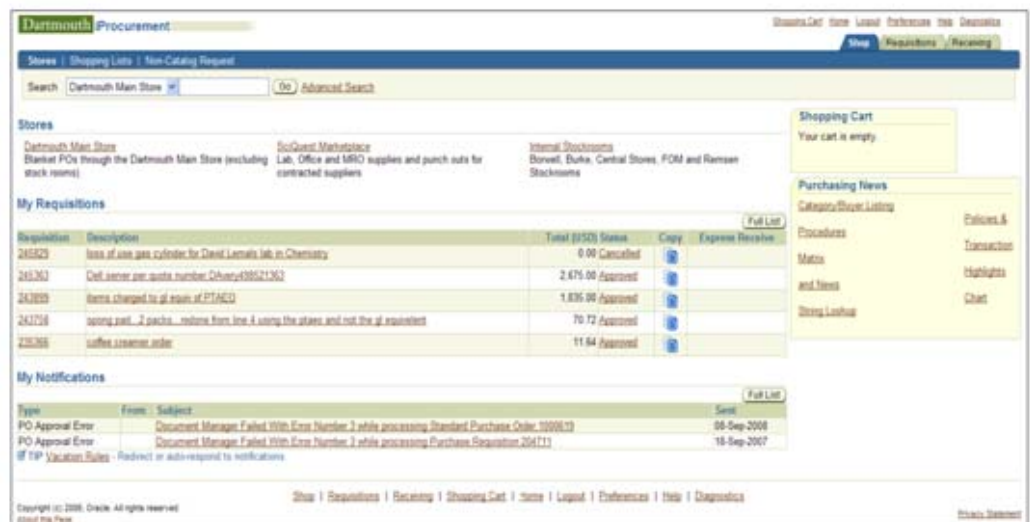 Dartmouth iProcurement
Shopping Cart Home Logout Preferences Help Diagnostics
Shop Requisitions Receiving
Stores | Shopping Lists | Non-Catalog Request
Search Dartmouth Main Store Go Advanced Search
Stores
Dartmouth Main Store
Blanket POs through the Dartmouth Main Store (excluding stock rooms)
SciQuest Marketplace
Lab, Office and MRO supplies and punch outs for contracted suppliers
Internal Stockrooms
Borwell, Burke, Central Stores, FOM and Remsen Stockrooms
Shopping Cart
Your cart is empty.
Purchasing News
Category/Buyer Listing
Policies &
Procedures
Transaction
Matrix
Highlights
and News
Chart
String Lookup
My Requisitions
Full List
Requisition Description Total (USD) Status Copy Express Receive
245829 loss of use gas cylinder for David Lemals lab in Chemistry 0.00 Cancelled
245363 Dell server per quota number DAvery498521363 2,675.00 Approved
243899 items charged to gl equiv of PTAEO 1,835.00 Approved
243758 spong pad...2 packs...redone from line 4 using the ptaeo and not the gl equivelent 70.72 Approved
235366 coffee creamer order 11.64 Approved
My Notifications
Full List
Type From Subject Sent
PO Approval Error Document Manager Failed With Error Number 3 while processing Standard Purchase Order 1000619 08-Sep-2008
PO Approval Error Document Manager Failed With Error Number 3 while processing Purchase Requisition 204711 18-Sep-2007
TIP Vacation Rules - Redirect or auto-respond to notifications
Shop | Requisitions | Receiving | Shopping Cart | Home | Logout | Preferences | Help | Diagnostics
Copyright (c) 2006, Oracle. All rights reserved.
About this Page
Privacy Statement